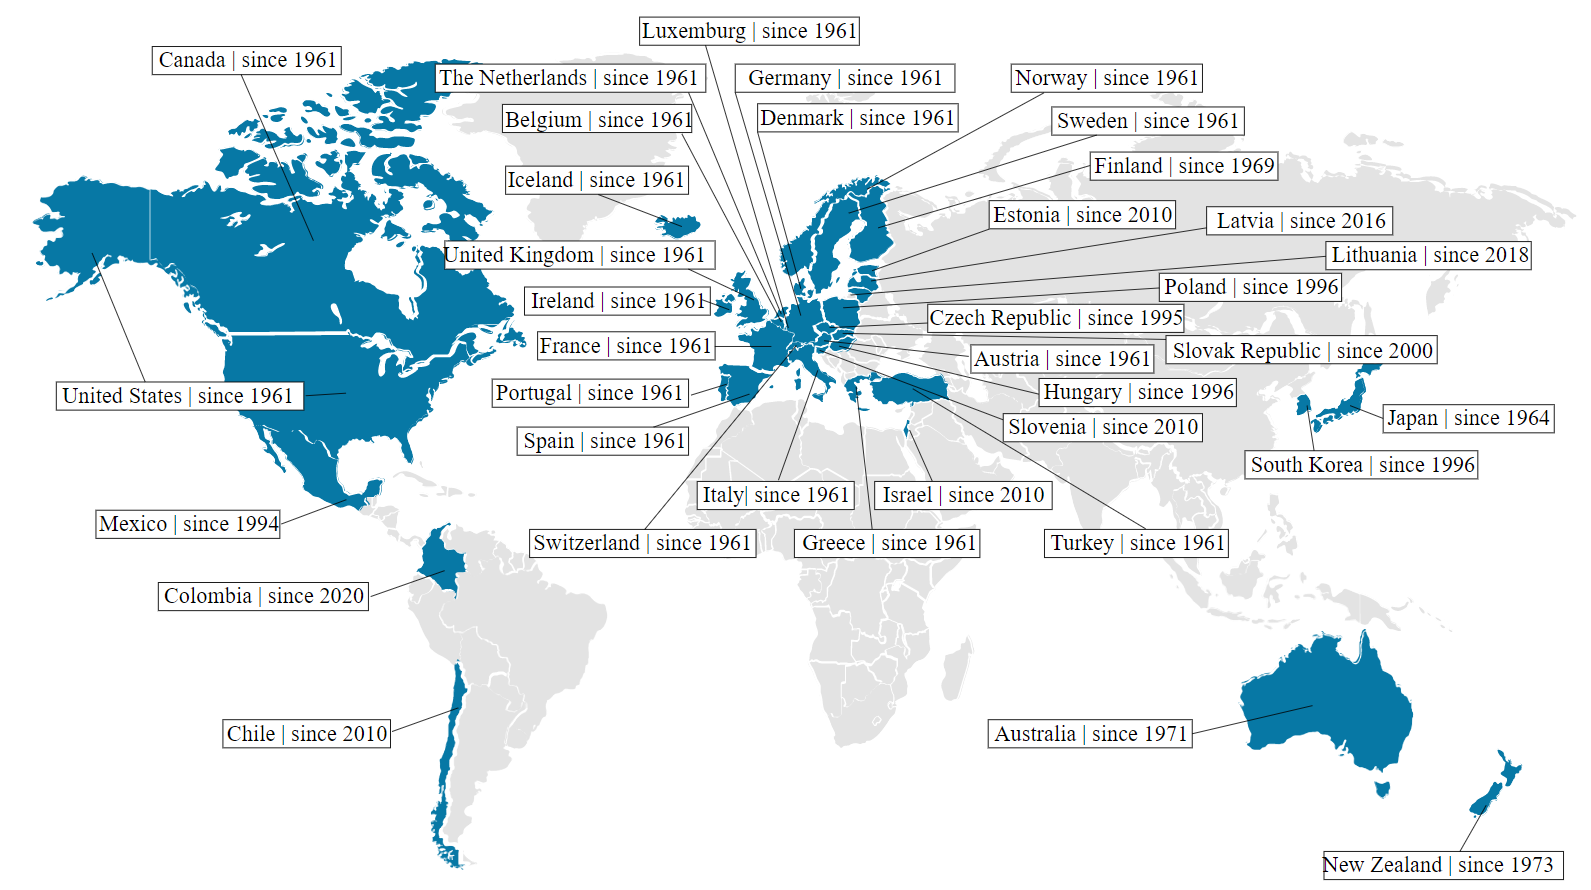 Luxemburg | since 1961
Canada | since 1961
The Netherlands | since 1961
Germany | since 1961
Norway | since 1961
Belgium | since 1961
Denmark | since 1961
Sweden | since 1961
Finland | since 1969
Iceland | since 1961
Estonia | since 2010
Latvia | since 2016
United Kingdom | since 1961
Lithuania | since 2018
Ireland | since 1961
Poland | since 1996
Czech Republic | since 1995
France | since 1961
Austria | since 1961
Slovak Republic | since 2000
United States | since 1961
Portugal | since 1961
Hungary | since 1996
Japan | since 1964
Spain | since 1961
Slovenia | since 2010
South Korea | since 1996
Italy| since 1961
Israel | since 2010
Mexico | since 1994
Switzerland | since 1961
Greece | since 1961
Turkey | since 1961
Colombia | since 2020
Chile | since 2010
Australia | since 1971
New Zealand | since 1973